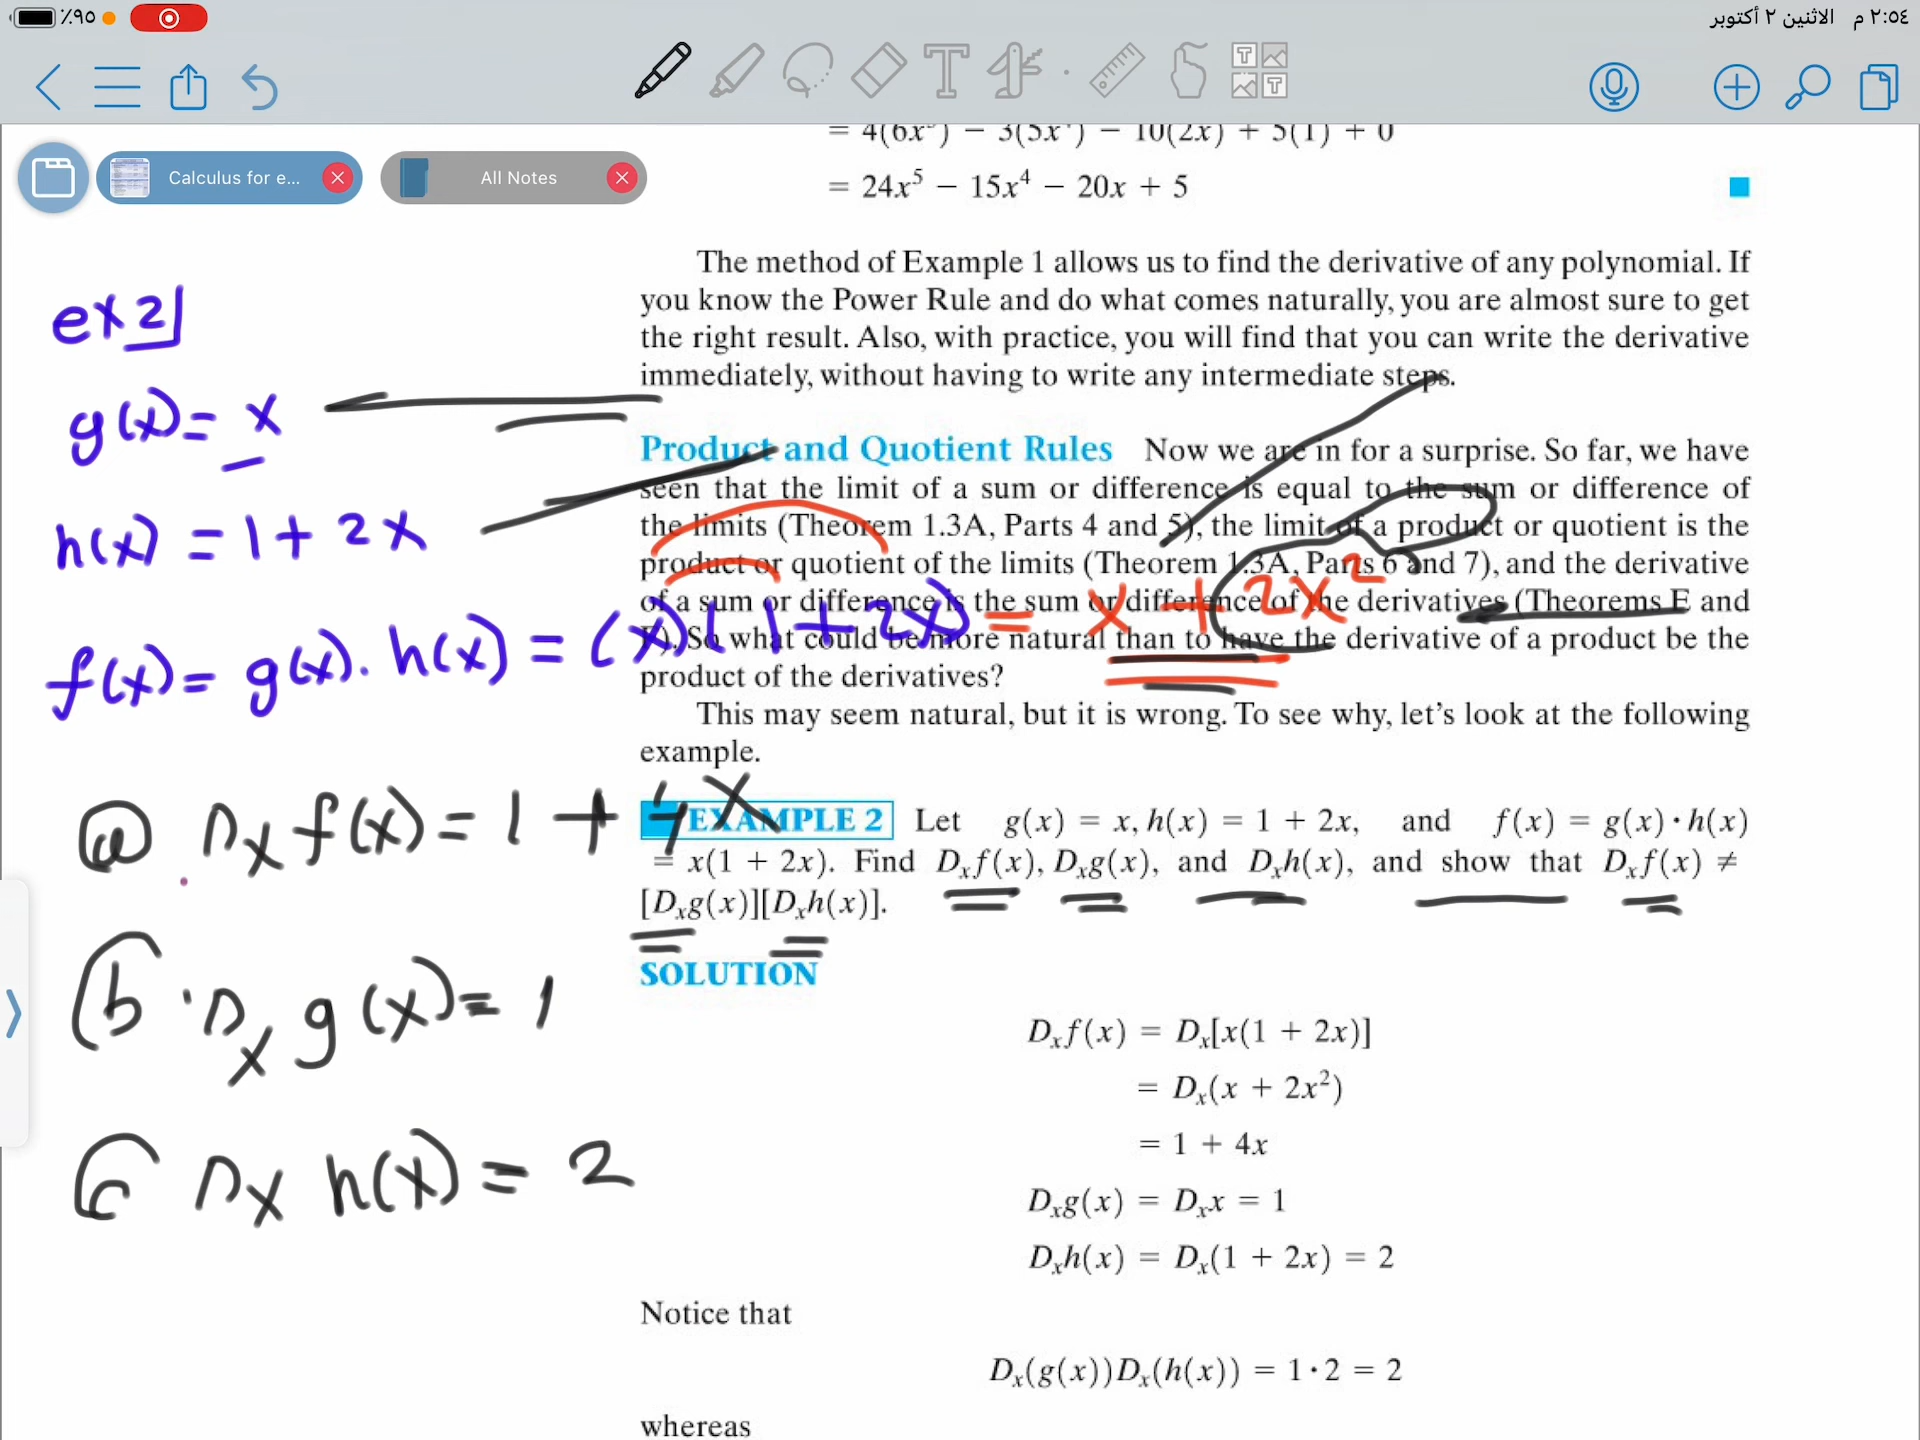 ٪٩٥
٢:٥٤ م الاثنين ٢ أكتوبر
Calculus for e...
All Notes
= 4(6x⁵) − 3(5x⁴) − 10(2x) + 5(1) + 0
= 24x⁵ − 15x⁴ − 20x + 5
The method of Example 1 allows us to find the derivative of any polynomial. If
you know the Power Rule and do what comes naturally, you are almost sure to get
the right result. Also, with practice, you will find that you can write the derivative
immediately, without having to write any intermediate steps.
Product and Quotient Rules Now we are in for a surprise. So far, we have
seen that the limit of a sum or difference is equal to the sum or difference of
the limits (Theorem 1.3A, Parts 4 and 5), the limit of a product or quotient is the
product or quotient of the limits (Theorem 1.3A, Parts 6 and 7), and the derivative
of a sum or difference is the sum or difference of the derivatives (Theorems E and
F). So what could be more natural than to have the derivative of a product be the
product of the derivatives?
This may seem natural, but it is wrong. To see why, let's look at the following
example.
EXAMPLE 2 Let g(x) = x, h(x) = 1 + 2x, and f(x) = g(x) · h(x)
= x(1 + 2x). Find Dₓf(x), Dₓg(x), and Dₓh(x), and show that Dₓf(x) ≠
[Dₓg(x)][Dₓh(x)].
SOLUTION
Dₓf(x) = Dₓ[x(1 + 2x)]
= Dₓ(x + 2x²)
= 1 + 4x
Dₓg(x) = Dₓx = 1
Dₓh(x) = Dₓ(1 + 2x) = 2
Notice that
Dₓ(g(x))Dₓ(h(x)) = 1 · 2 = 2
whereas
ex 2
g(x) = x
h(x) = 1 + 2x
f(x) = g(x) . h(x) = (x)(1 + 2x) = x + 2x²
a Dₓ f(x) = 1 + 4x
b Dₓ g(x) = 1
c Dₓ h(x) = 2